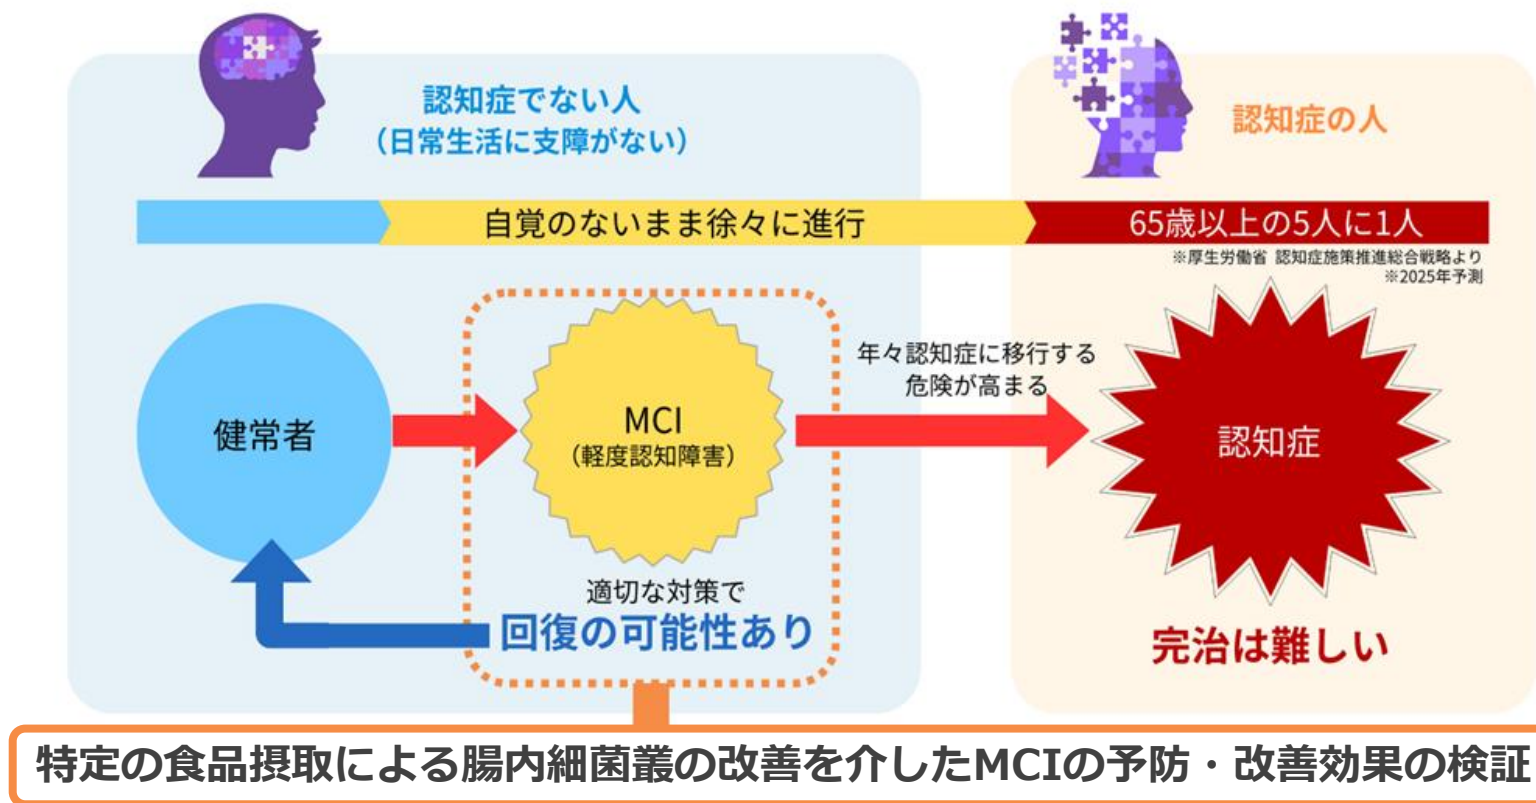 認知症でない人
(日常生活に支障がない)
認知症の人
自覚のないまま徐々に進行
65歳以上の5人に1人
※厚生労働省 認知症施策推進総合戦略より
※2025年予測
年々認知症に移行する
危険が高まる
健常者
MCI
(軽度認知障害)
認知症
適切な対策で
回復の可能性あり
完治は難しい
特定の食品摂取による腸内細菌叢の改善を介したMCIの予防・改善効果の検証